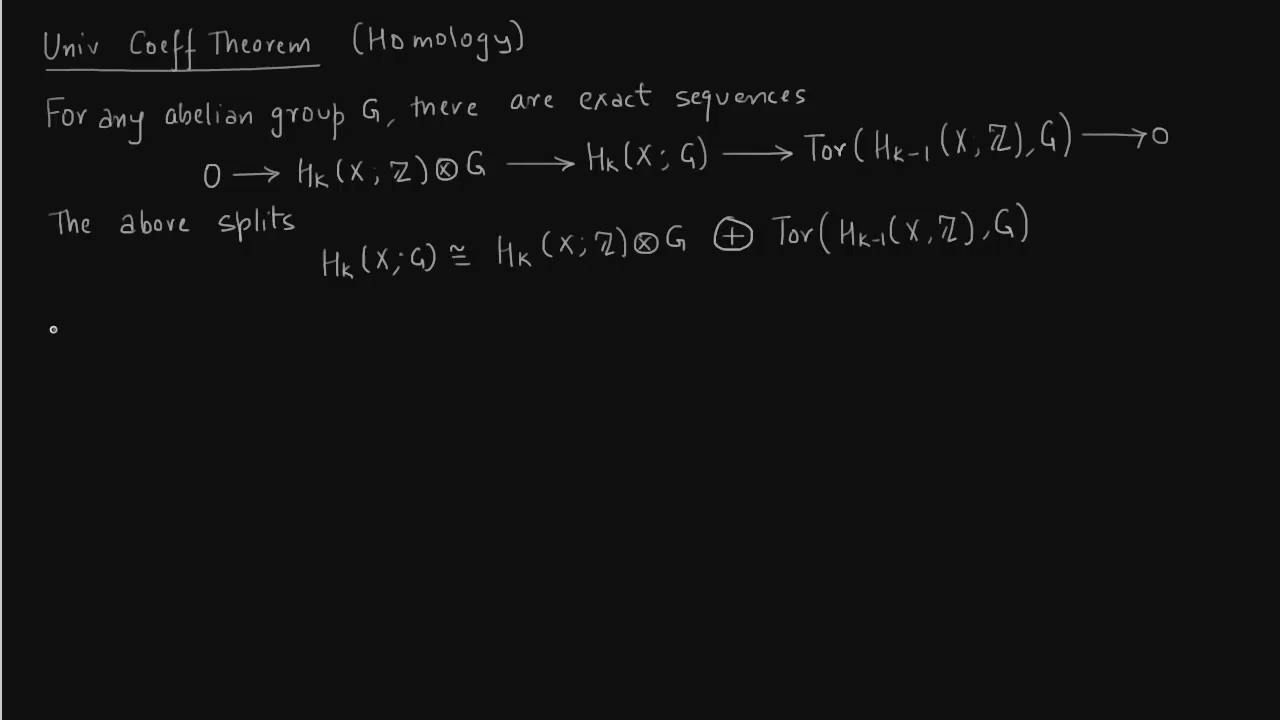 Univ Coeff Theorem (Homology)
For any abelian group G, there are exact sequences
0 → H_k(X; ℤ) ⊗ G → H_k(X; G) → Tor(H_{k-1}(X, ℤ), G) → 0
The above splits
H_k(X; G) ≅ H_k(X; ℤ) ⊗ G ⊕ Tor(H_{k-1}(X, ℤ), G)